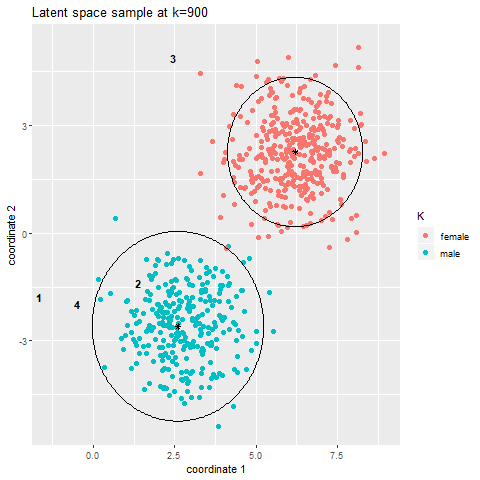 Latent space sample at k=900
3
3
0
2
1
4
-3
0.0 2.5 5.0 7.5
coordinate 1
coordinate 2
K
female
male